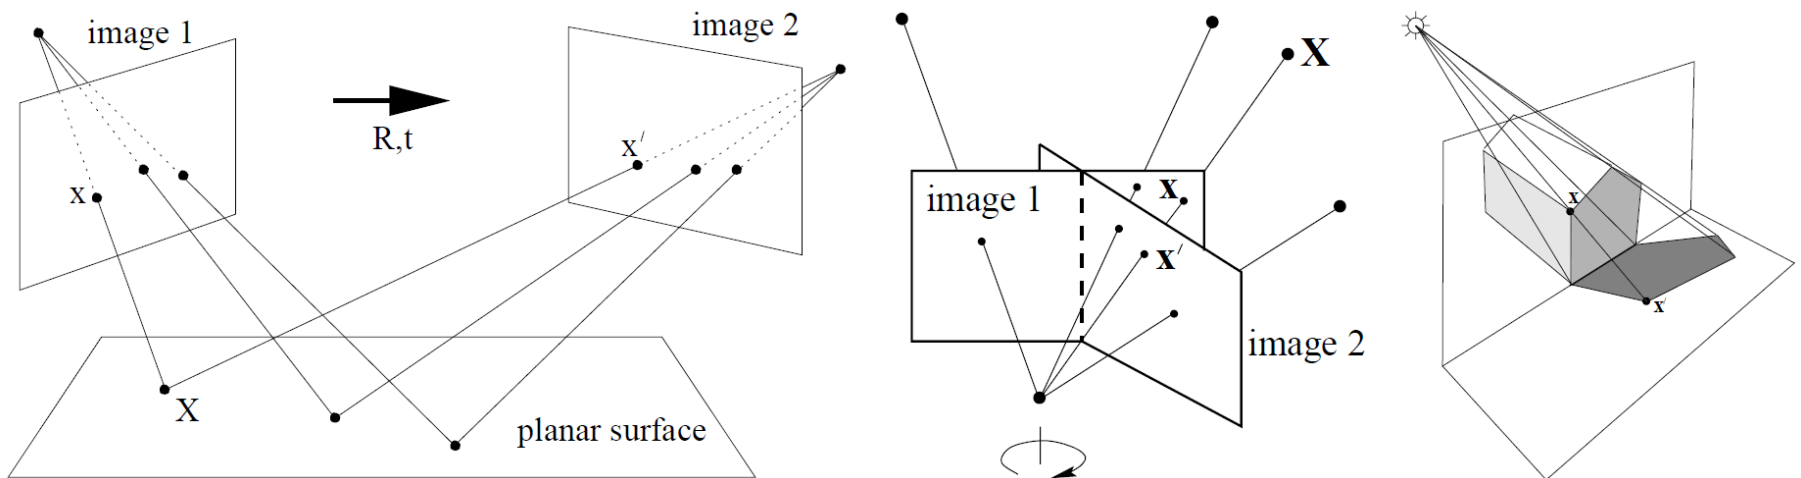 image 1
image 2
R,t
x
x′
X
planar surface
X
image 1
x
x′
image 2
x
x′